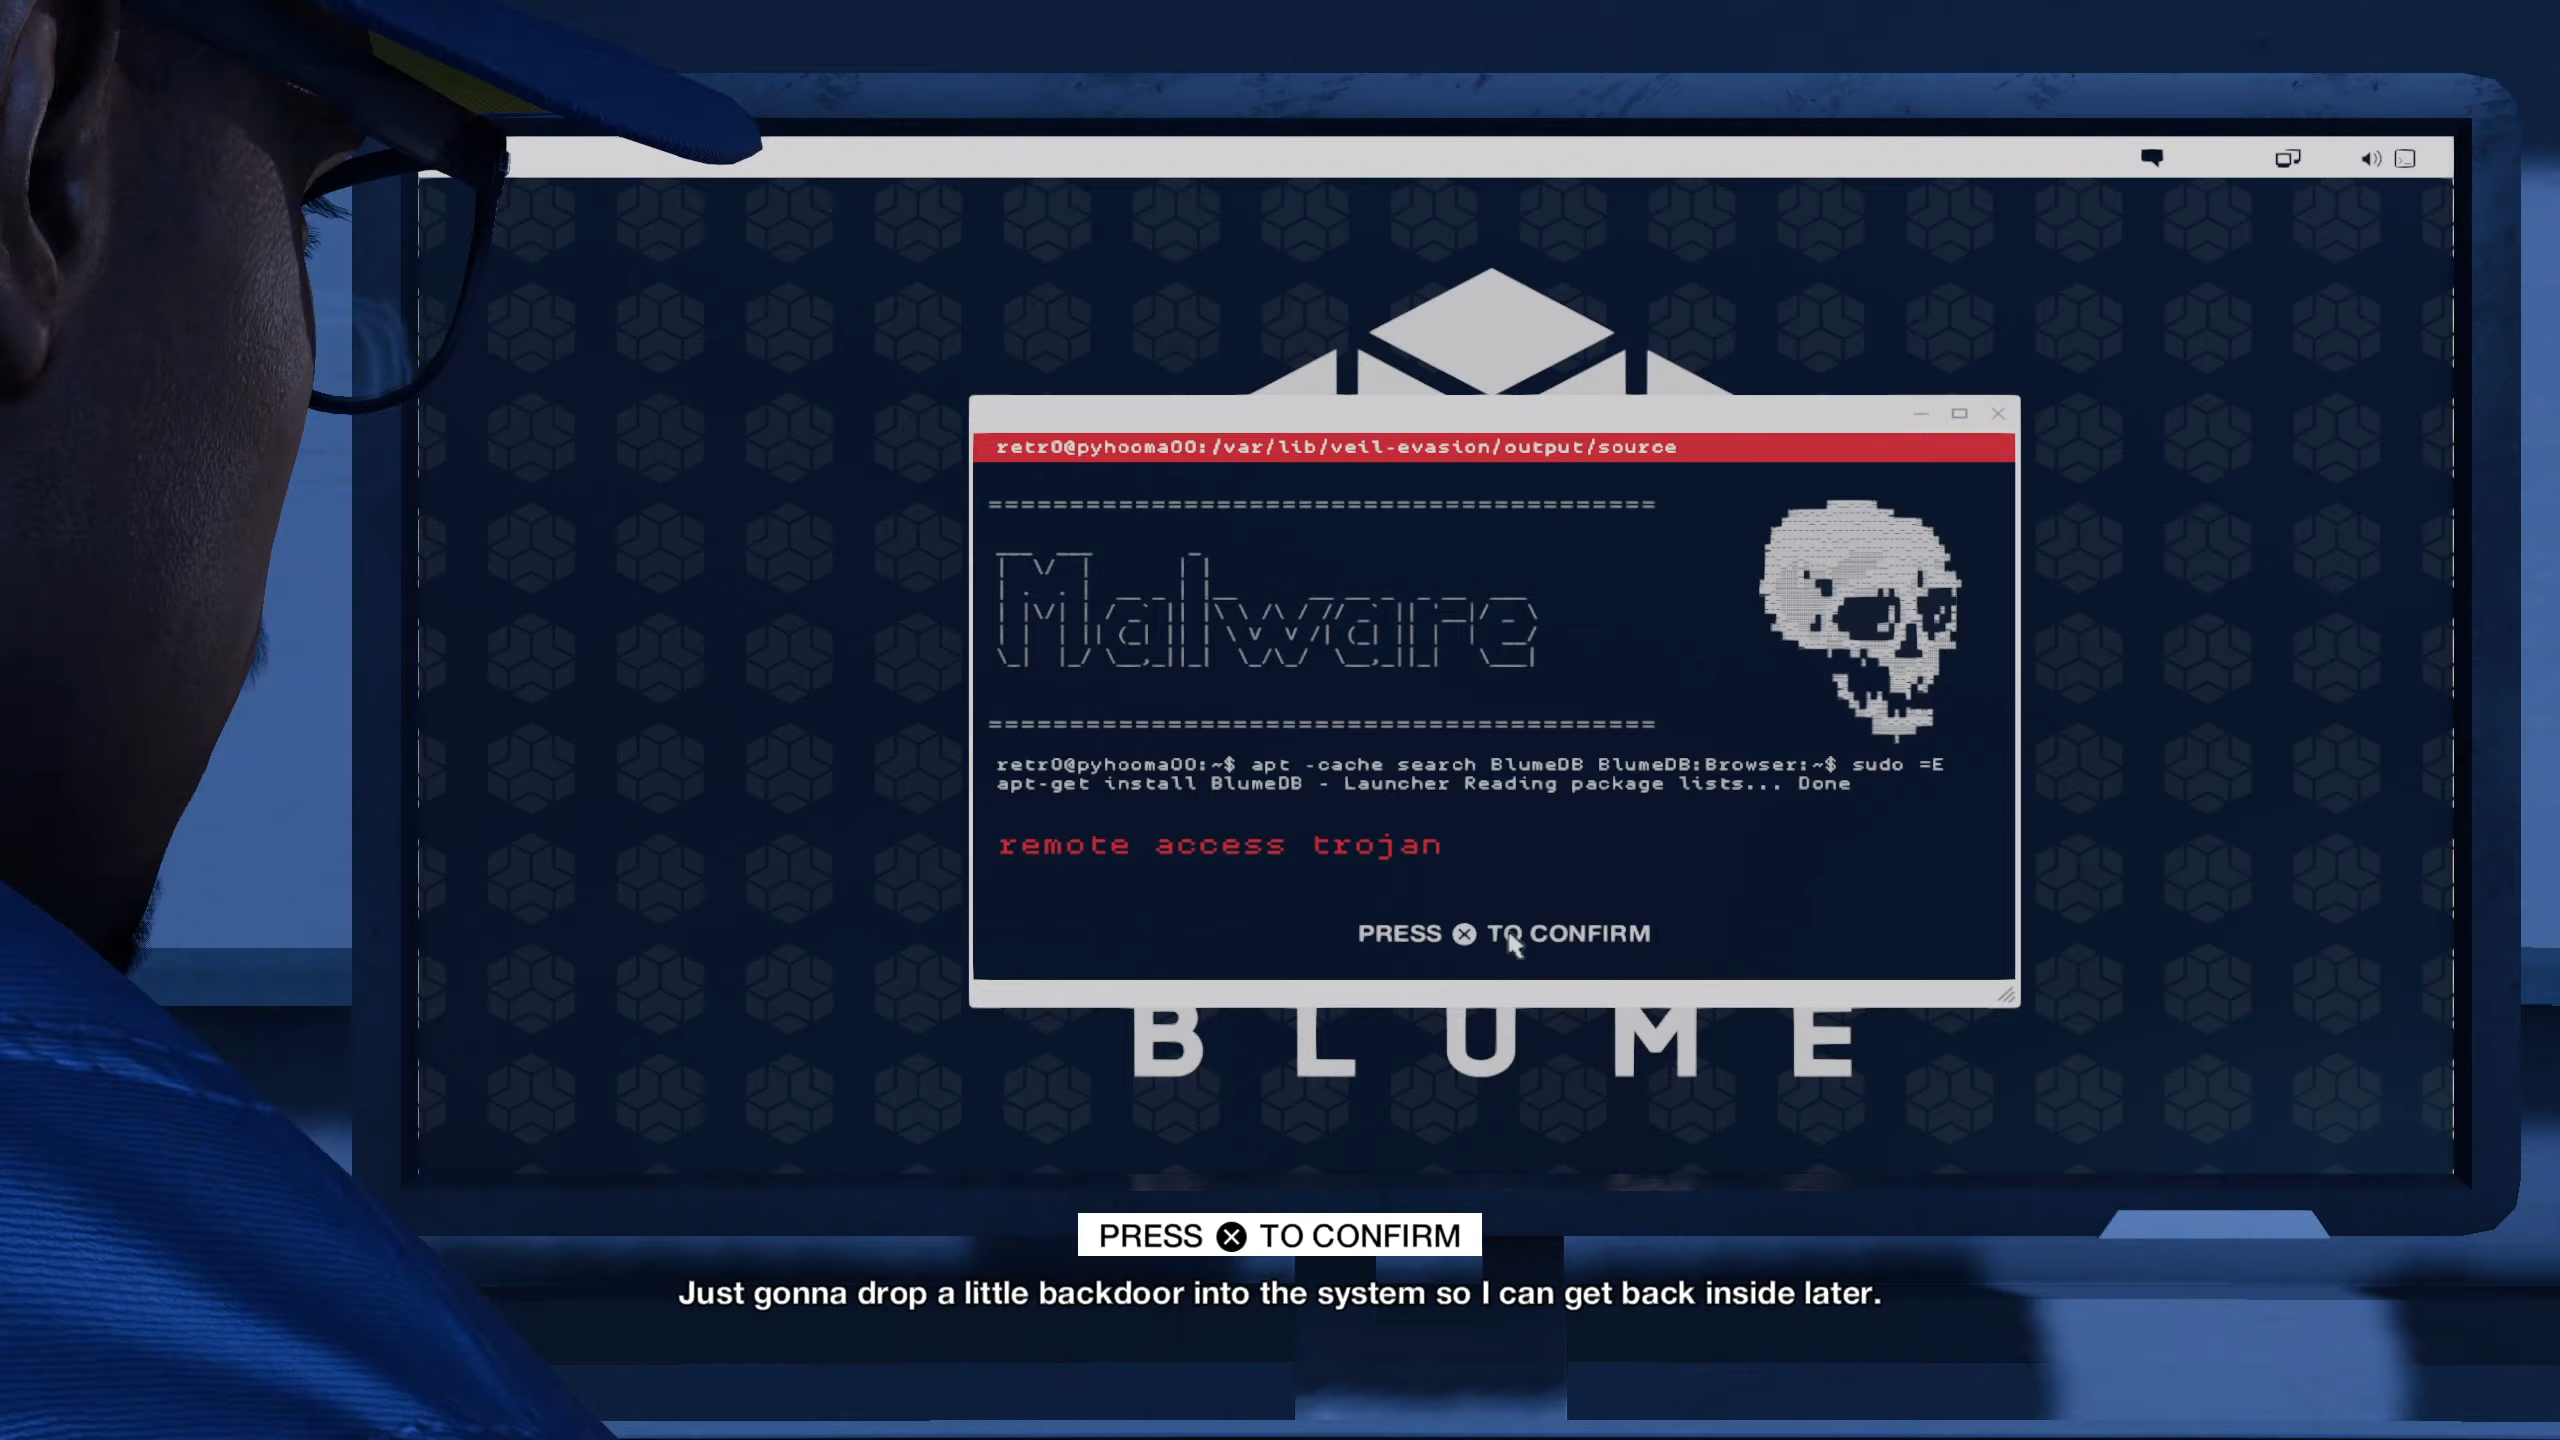 retr0@pyhooma00:/var/lib/veil-evasion/output/source
=========================================
Malware
=========================================
retr0@pyhooma00:~$ apt -cache search BlumeDB BlumeDB:Browser:~$ sudo =E
apt-get install BlumeDB - Launcher Reading package lists... Done
remote access trojan
PRESS ⓧ TO CONFIRM
BLUME
PRESS ⓧ TO CONFIRM
Just gonna drop a little backdoor into the system so I can get back inside later.